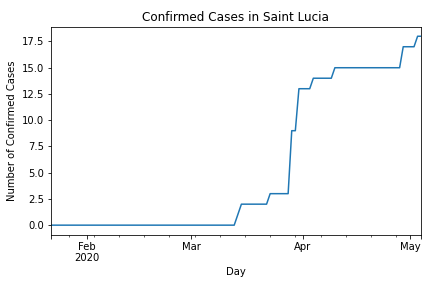 Confirmed Cases in Saint Lucia
Number of Confirmed Cases
17.5
15.0
12.5
10.0
7.5
5.0
2.5
0.0
Feb
2020
Mar
Apr
May
Day